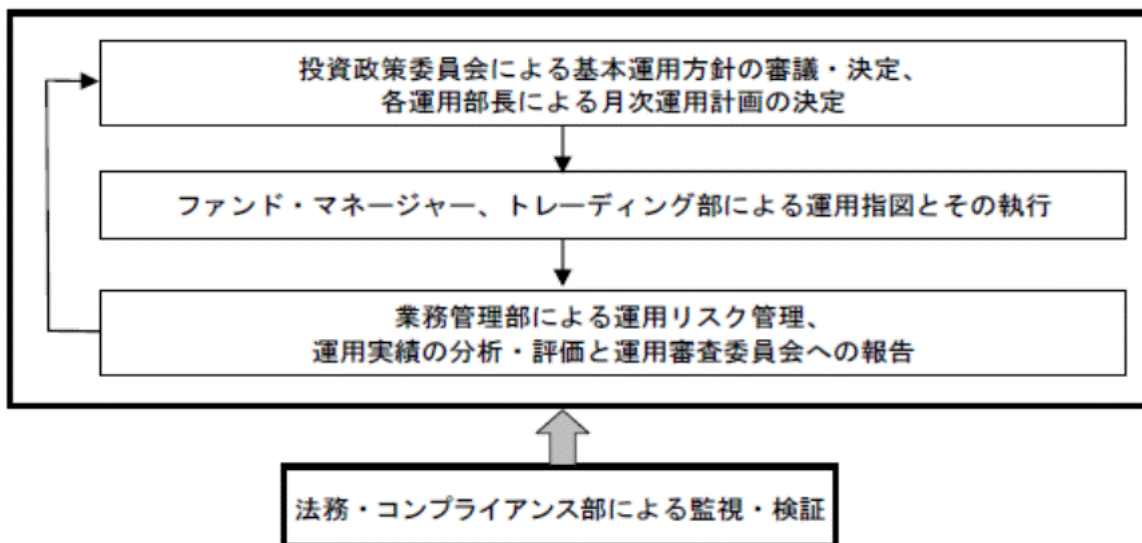 投資政策委員会による基本運用方針の審議・決定、
各運用部長による月次運用計画の決定
ファンド・マネージャー、トレーディング部による運用指図とその執行
業務管理部による運用リスク管理、
運用実績の分析・評価と運用審査委員会への報告
法務・コンプライアンス部による監視・検証